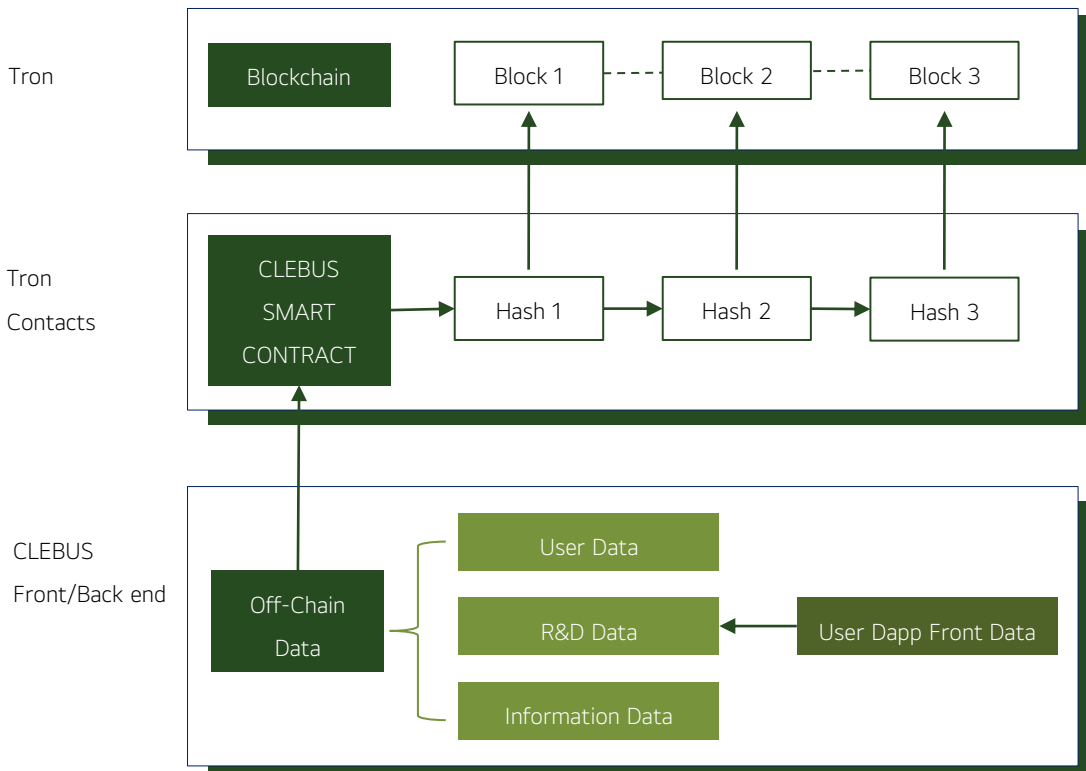 Tron
Blockchain
Block 1
Block 2
Block 3
Tron
Contacts
CLEBUS
SMART
CONTRACT
Hash 1
Hash 2
Hash 3
CLEBUS
Front/Back end
Off-Chain
Data
User Data
R&D Data
Information Data
User Dapp Front Data